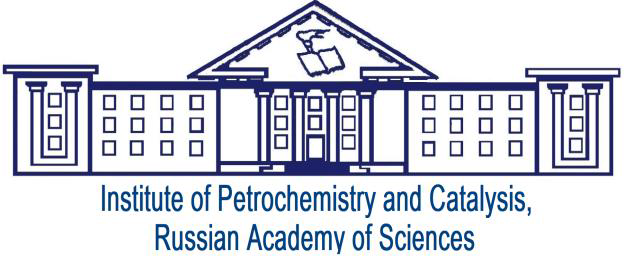 Institute of Petrochemistry and Catalysis,
Russian Academy of Sciences